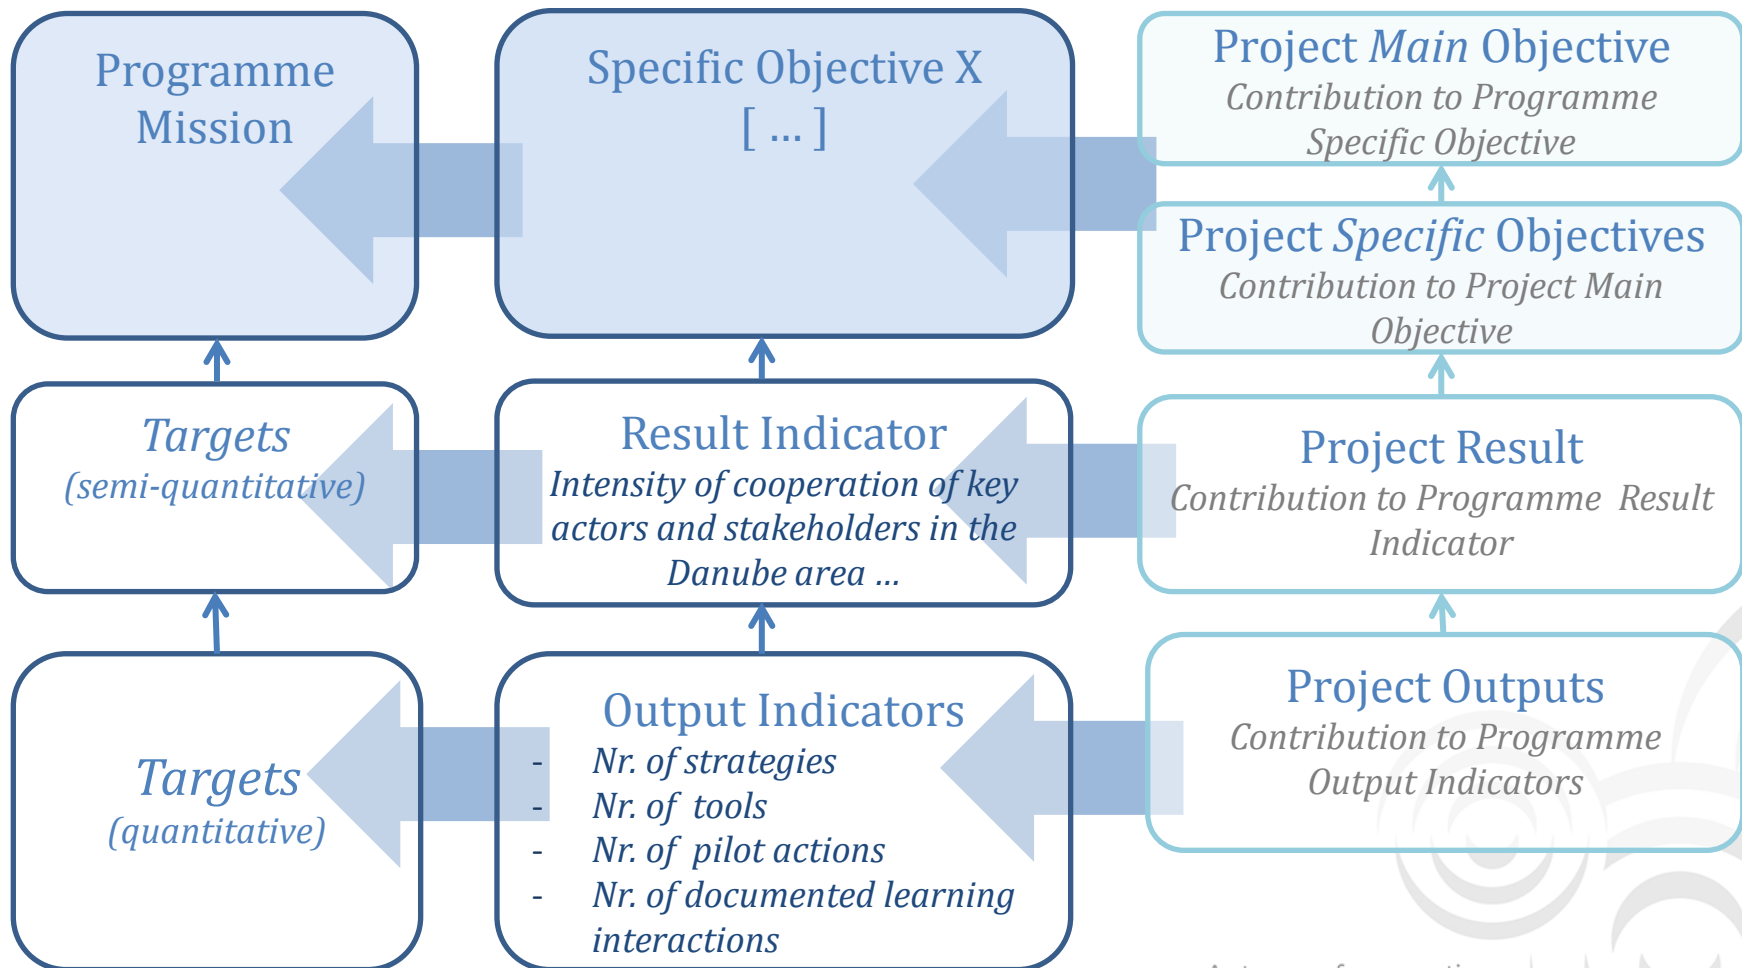 Programme
Mission
Specific Objective X
[ ... ]
Project Main Objective
Contribution to Programme
Specific Objective
Project Specific Objectives
Contribution to Project Main
Objective
Targets
(semi-quantitative)
Result Indicator
Intensity of cooperation of key
actors and stakeholders in the
Danube area ...
Project Result
Contribution to Programme Result
Indicator
Targets
(quantitative)
Output Indicators
- Nr. of strategies
- Nr. of tools
- Nr. of pilot actions
- Nr. of documented learning
interactions
Project Outputs
Contribution to Programme
Output Indicators